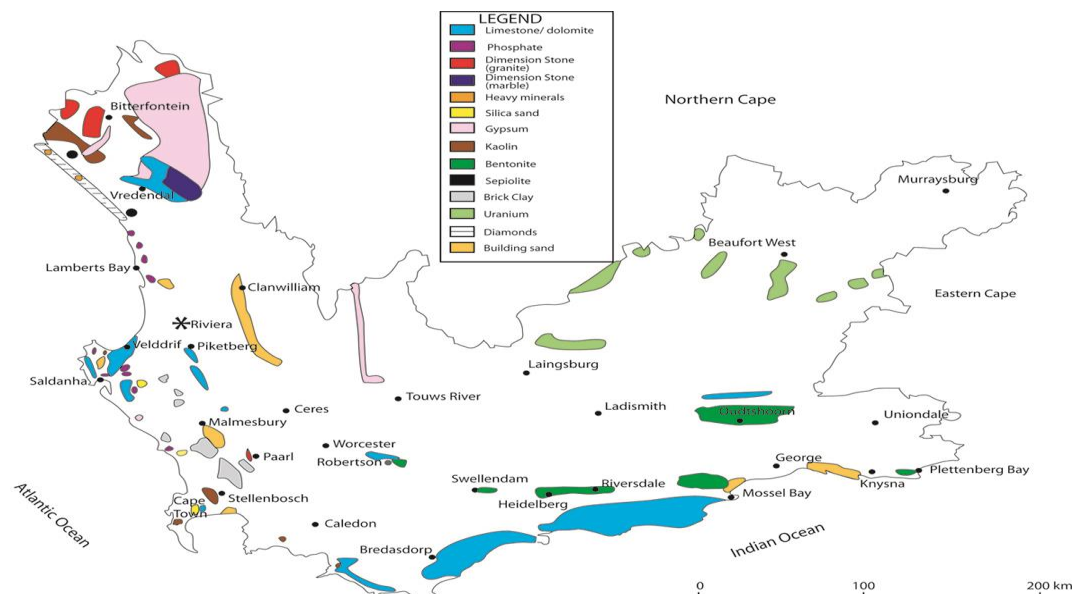 LEGEND
Limestone/ dolomite
Phosphate
Dimension Stone
(granite)
Dimension Stone
(marble)
Heavy minerals
Silica sand
Gypsum
Kaolin
Bentonite
Sepiolite
Brick Clay
Uranium
Diamonds
Building sand
Northern Cape
Bitterfontein
Murraysburg
Vredendal
Beaufort West
Lamberts Bay
Clanwilliam
Eastern Cape
Riviera
Velddrif
Piketberg
Laingsburg
Saldanha
Touws River
Ceres
Ladismith
Oudtshoorn
Uniondale
Malmesbury
Worcester
Paarl
Robertson
George
Plettenberg Bay
Swellendam
Riversdale
Knysna
Atlantic Ocean
Stellenbosch
Heidelberg
Mossel Bay
Cape
Town
Caledon
Indian Ocean
Bredasdorp
0
100
200 km